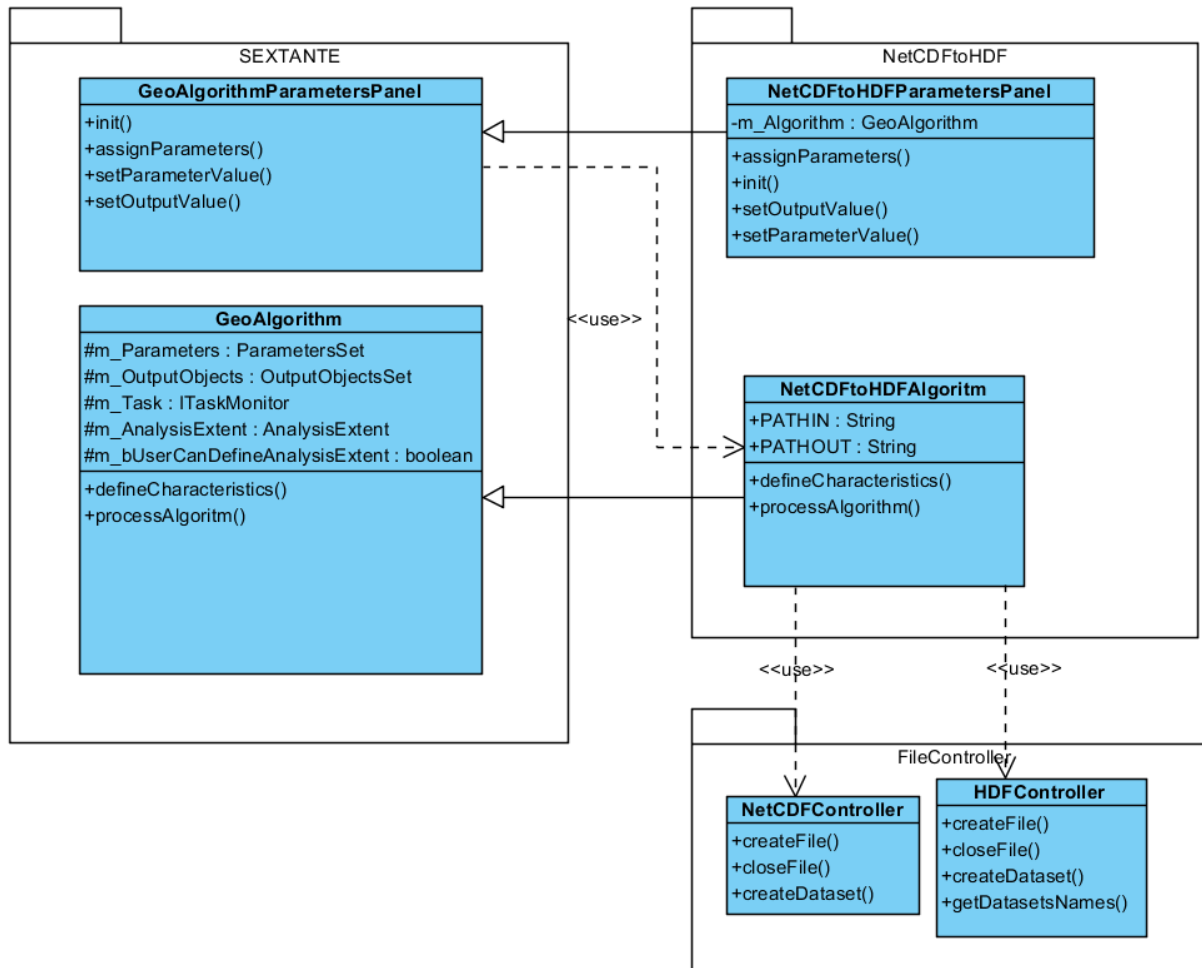 SEXTANTE
GeoAlgorithmParametersPanel
+init()
+assignParameters()
+setParameterValue()
+setOutputValue()
GeoAlgorithm
#m_Parameters : ParametersSet
#m_OutputObjects : OutputObjectsSet
#m_Task : ITaskMonitor
#m_AnalysisExtent : AnalysisExtent
#m_bUserCanDefineAnalysisExtent : boolean
+defineCharacteristics()
+processAlgoritm()
<<use>>
NetCDFtoHDF
NetCDFtoHDFParametersPanel
-m_Algorithm : GeoAlgorithm
+assignParameters()
+init()
+setOutputValue()
+setParameterValue()
NetCDFtoHDFAlgoritm
+PATHIN : String
+PATHOUT : String
+defineCharacteristics()
+processAlgorithm()
<<use>>
<<use>>
FileController
NetCDFController
+createFile()
+closeFile()
+createDataset()
HDFController
+createFile()
+closeFile()
+createDataset()
+getDatasetsNames()